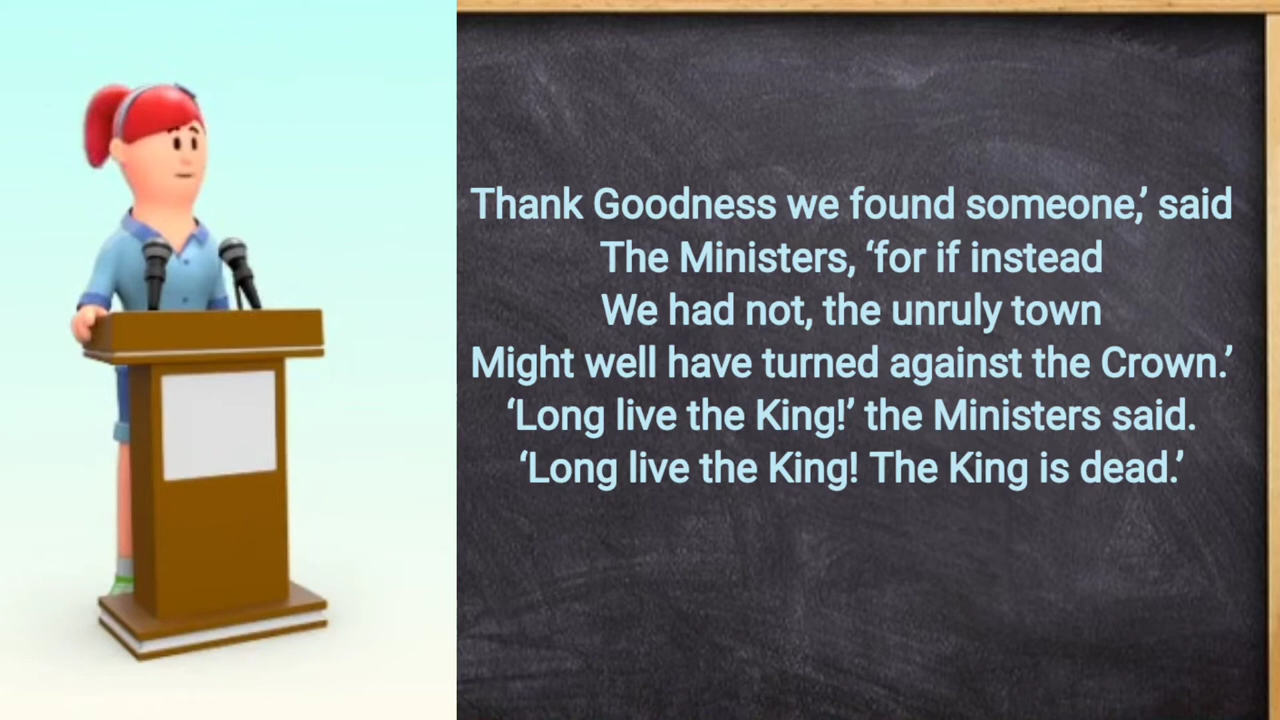 Thank Goodness we found someone,’ said
The Ministers, ‘for if instead
We had not, the unruly town
Might well have turned against the Crown.’
‘Long live the King!’ the Ministers said.
‘Long live the King! The King is dead.’